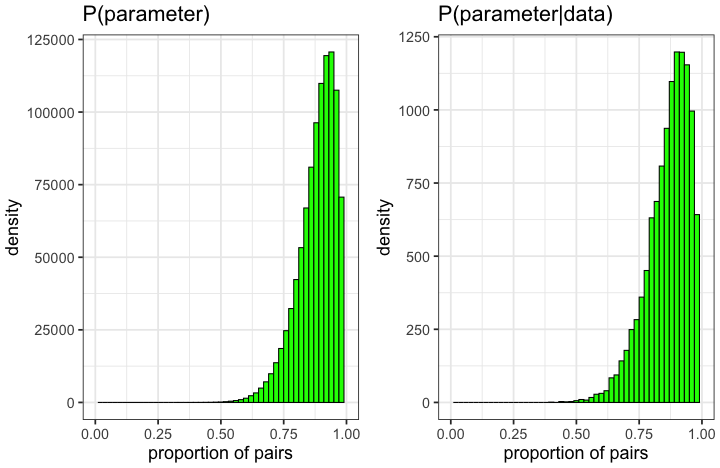 P(parameter)
density
125000
100000
75000
50000
25000
0
0.00 0.25 0.50 0.75 1.00
proportion of pairs
P(parameter|data)
density
1250
1000
750
500
250
0
0.00 0.25 0.50 0.75 1.00
proportion of pairs